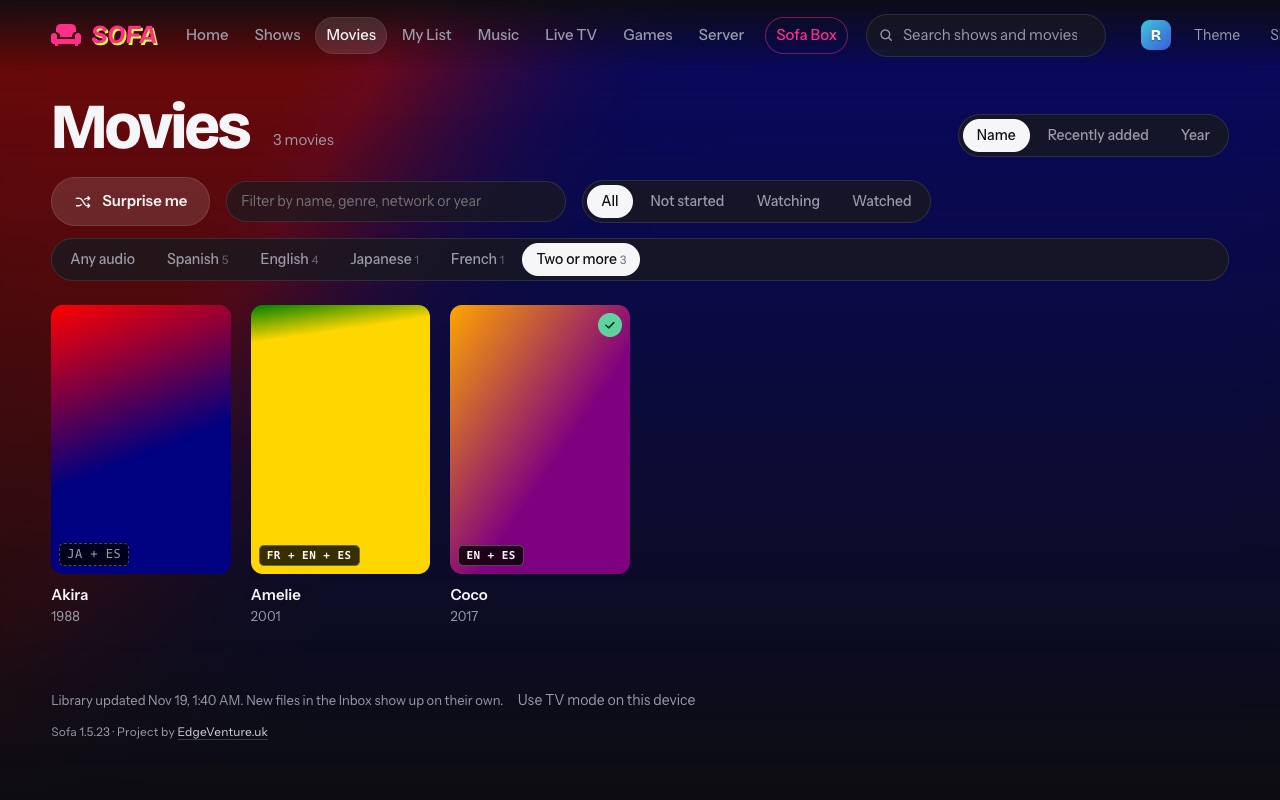 SOFA Home Shows Movies My List Music Live TV Games Server Sofa Box Search shows and movies R Theme S
Movies 3 movies Name Recently added Year
Surprise me Filter by name, genre, network or year All Not started Watching Watched
Any audio Spanish 5 English 4 Japanese 1 French 1 Two or more 3
JA + ES FR + EN + ES EN + ES
Akira Amelie Coco
1988 2001 2017
Library updated Nov 19, 1:40 AM. New files in the Inbox show up on their own. Use TV mode on this device
Sofa 1.5.23 · Project by EdgeVenture.uk